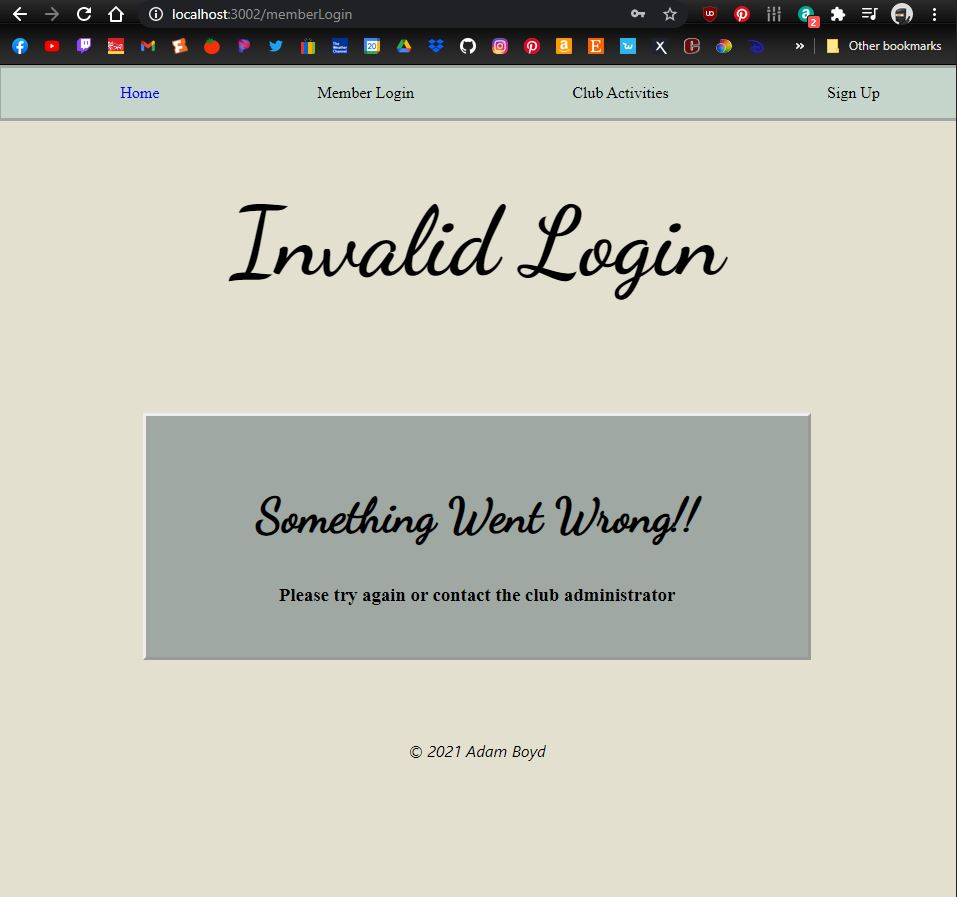 localhost:3002/memberLogin
2
Other bookmarks
Home Member Login Club Activities Sign Up
Invalid Login
Something Went Wrong!!
Please try again or contact the club administrator
© 2021 Adam Boyd